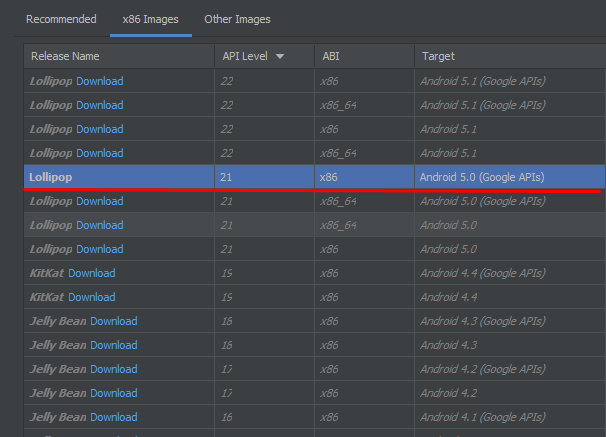 Recommended x86 Images Other Images
Release Name API Level ABI Target
Lollipop Download 22 x86 Android 5.1 (Google APIs)
Lollipop Download 22 x86_64 Android 5.1 (Google APIs)
Lollipop Download 22 x86 Android 5.1
Lollipop Download 22 x86_64 Android 5.1
Lollipop 21 x86 Android 5.0 (Google APIs)
Lollipop Download 21 x86_64 Android 5.0 (Google APIs)
Lollipop Download 21 x86_64 Android 5.0
Lollipop Download 21 x86 Android 5.0
KitKat Download 19 x86 Android 4.4 (Google APIs)
KitKat Download 19 x86 Android 4.4
Jelly Bean Download 18 x86 Android 4.3 (Google APIs)
Jelly Bean Download 18 x86 Android 4.3
Jelly Bean Download 17 x86 Android 4.2 (Google APIs)
Jelly Bean Download 17 x86 Android 4.2
Jelly Bean Download 16 x86 Android 4.1 (Google APIs)